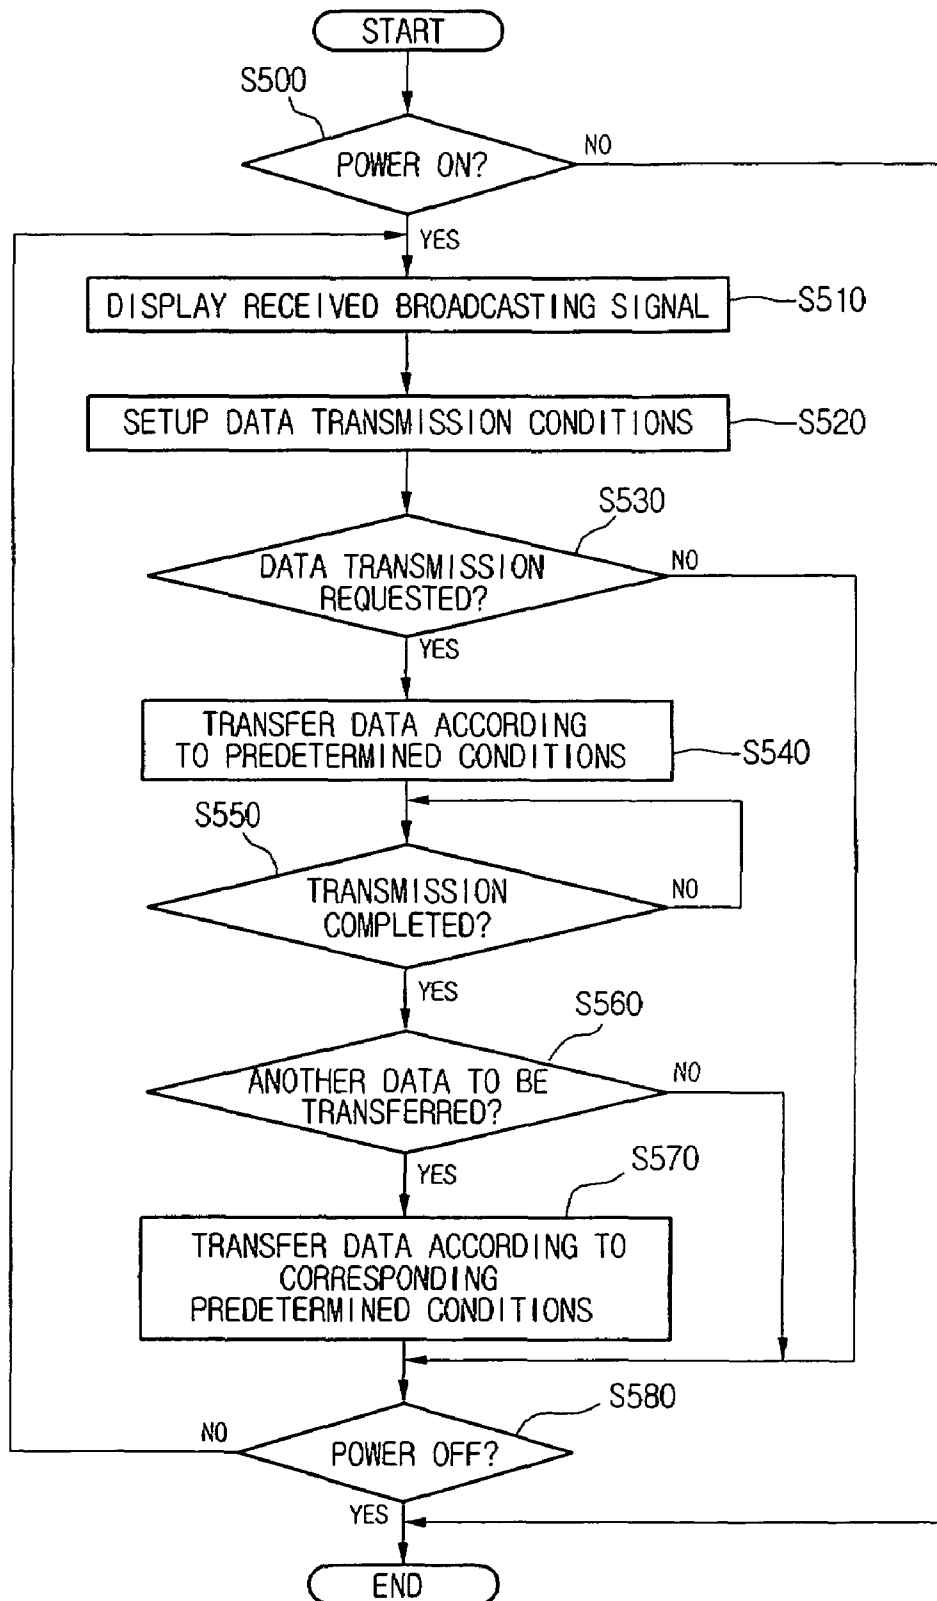 START
S500
POWER ON?
NO
YES
DISPLAY RECEIVED BROADCASTING SIGNAL
S510
SETUP DATA TRANSMISSION CONDITIONS
S520
S530
DATA TRANSMISSION
REQUESTED?
NO
YES
TRANSFER DATA ACCORDING
TO PREDETERMINED CONDITIONS
S540
S550
TRANSMISSION
COMPLETED?
NO
YES
S560
ANOTHER DATA TO BE
TRANSFERRED?
NO
YES
S570
TRANSFER DATA ACCORDING TO
CORRESPONDING
PREDETERMINED CONDITIONS
S580
NO
POWER OFF?
YES
END